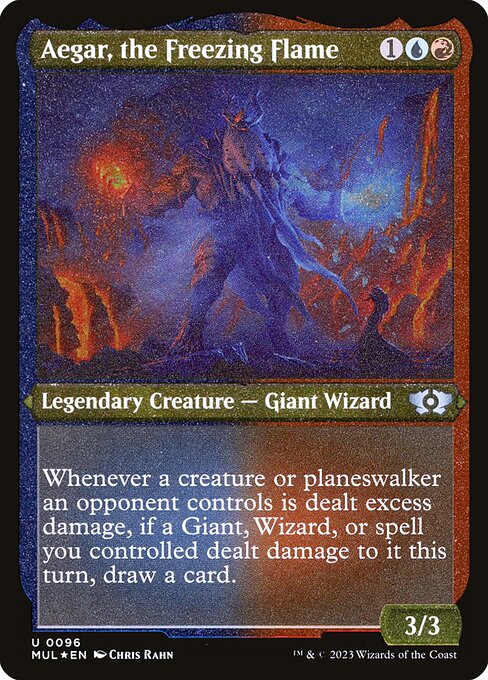 Aegar, the Freezing Flame 1
Legendary Creature — Giant Wizard
Whenever a creature or planeswalker
an opponent controls is dealt excess
damage, if a Giant, Wizard, or spell
you controlled dealt damage to it this
turn, draw a card.
3/3
U 0096
MUL★EN Chris Rahn
™ & © 2023 Wizards of the Coast